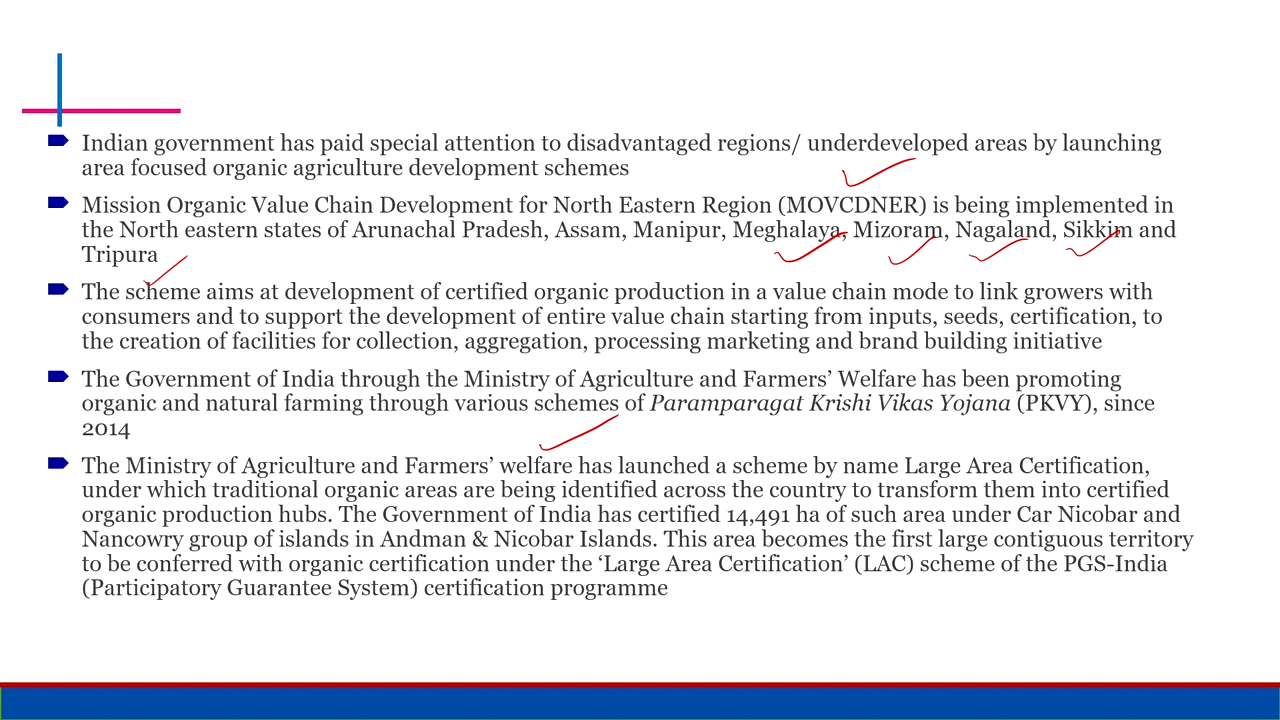 Indian government has paid special attention to disadvantaged regions/ underdeveloped areas by launching
area focused organic agriculture development schemes
Mission Organic Value Chain Development for North Eastern Region (MOVCDNER) is being implemented in
the North eastern states of Arunachal Pradesh, Assam, Manipur, Meghalaya, Mizoram, Nagaland, Sikkim and
Tripura
The scheme aims at development of certified organic production in a value chain mode to link growers with
consumers and to support the development of entire value chain starting from inputs, seeds, certification, to
the creation of facilities for collection, aggregation, processing marketing and brand building initiative
The Government of India through the Ministry of Agriculture and Farmers’ Welfare has been promoting
organic and natural farming through various schemes of Paramparagat Krishi Vikas Yojana (PKVY), since
2014
The Ministry of Agriculture and Farmers’ welfare has launched a scheme by name Large Area Certification,
under which traditional organic areas are being identified across the country to transform them into certified
organic production hubs. The Government of India has certified 14,491 ha of such area under Car Nicobar and
Nancowry group of islands in Andman & Nicobar Islands. This area becomes the first large contiguous territory
to be conferred with organic certification under the ‘Large Area Certification’ (LAC) scheme of the PGS-India
(Participatory Guarantee System) certification programme